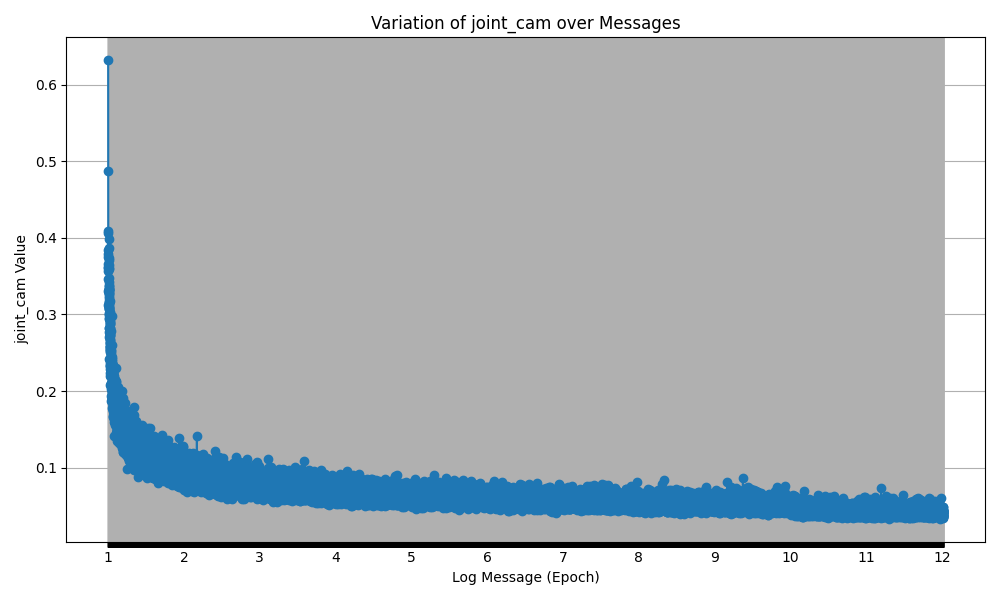 Variation of joint_cam over Messages
joint_cam Value
0.6
0.5
0.4
0.3
0.2
0.1
1 2 3 4 5 6 7 8 9 10 11 12
Log Message (Epoch)